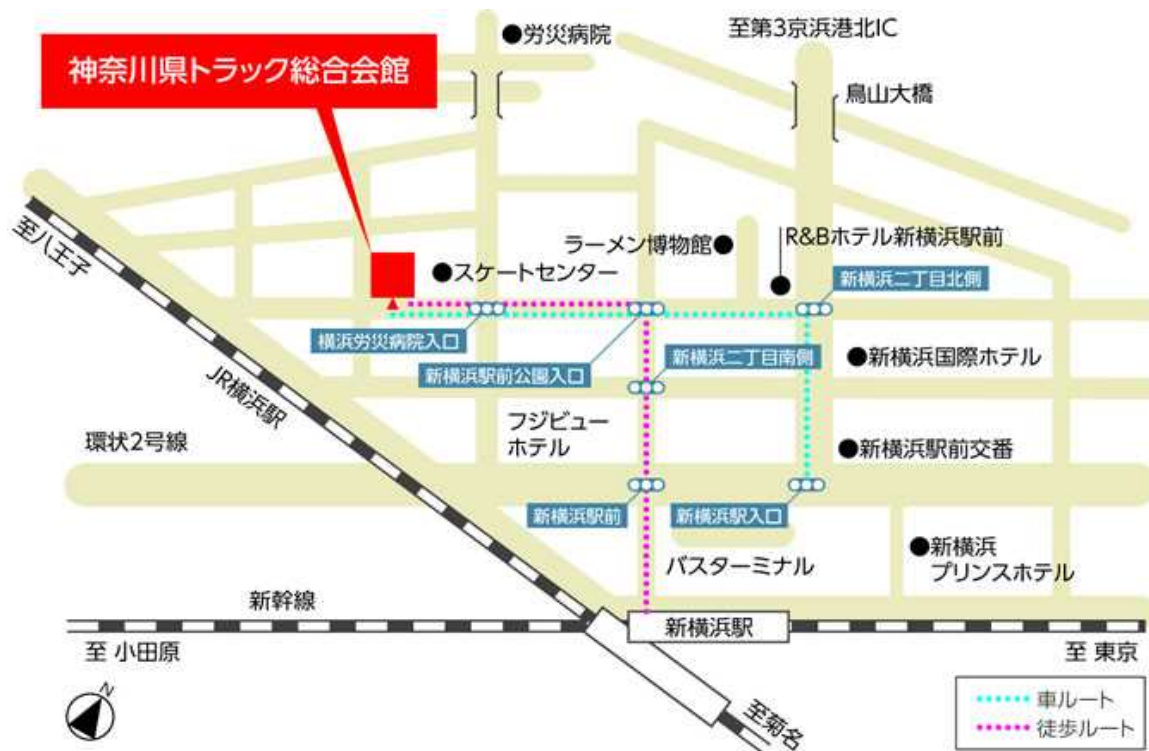 労災病院
至第3京浜港北IC
神奈川県トラック総合会館
鳥山大橋
至八王子
ラーメン博物館
R&Bホテル新横浜駅前
スケートセンター
新横浜二丁目北側
横浜労災病院入口
新横浜駅前公園入口
新横浜二丁目南側
新横浜国際ホテル
JR横浜駅
フジビュー
ホテル
環状2号線
新横浜駅前交番
新横浜駅前
新横浜駅入口
バスターミナル
新横浜
プリンスホテル
新幹線
新横浜駅
至 小田原
至 東京
N
至菊名
車ルート
徒歩ルート